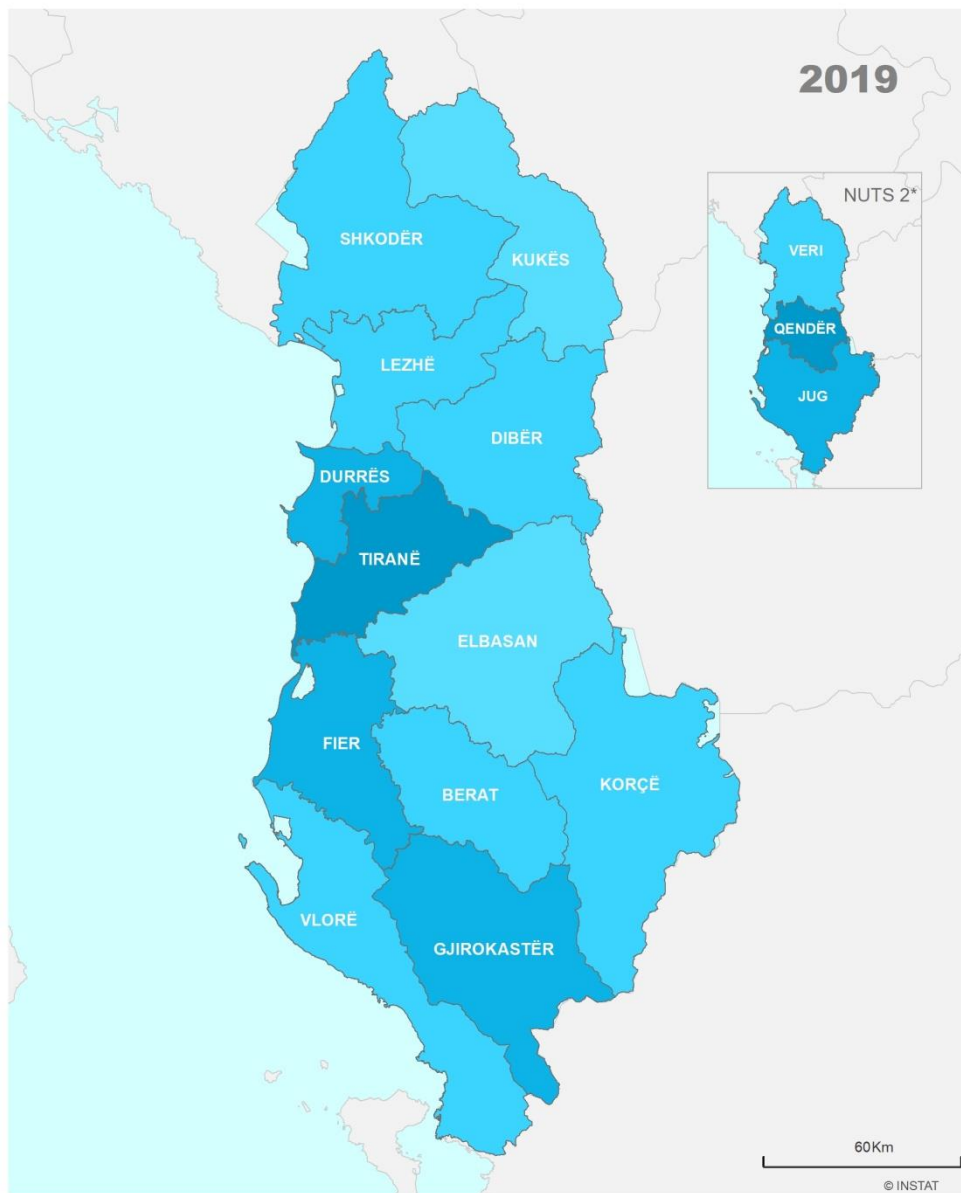 2019
NUTS 2*
VERI
QENDËR
JUG
SHKODËR
KUKËS
LEZHË
DIBËR
DURRËS
TIRANË
ELBASAN
FIER
BERAT
KORÇË
VLORË
GJIROKASTËR
60Km
© INSTAT